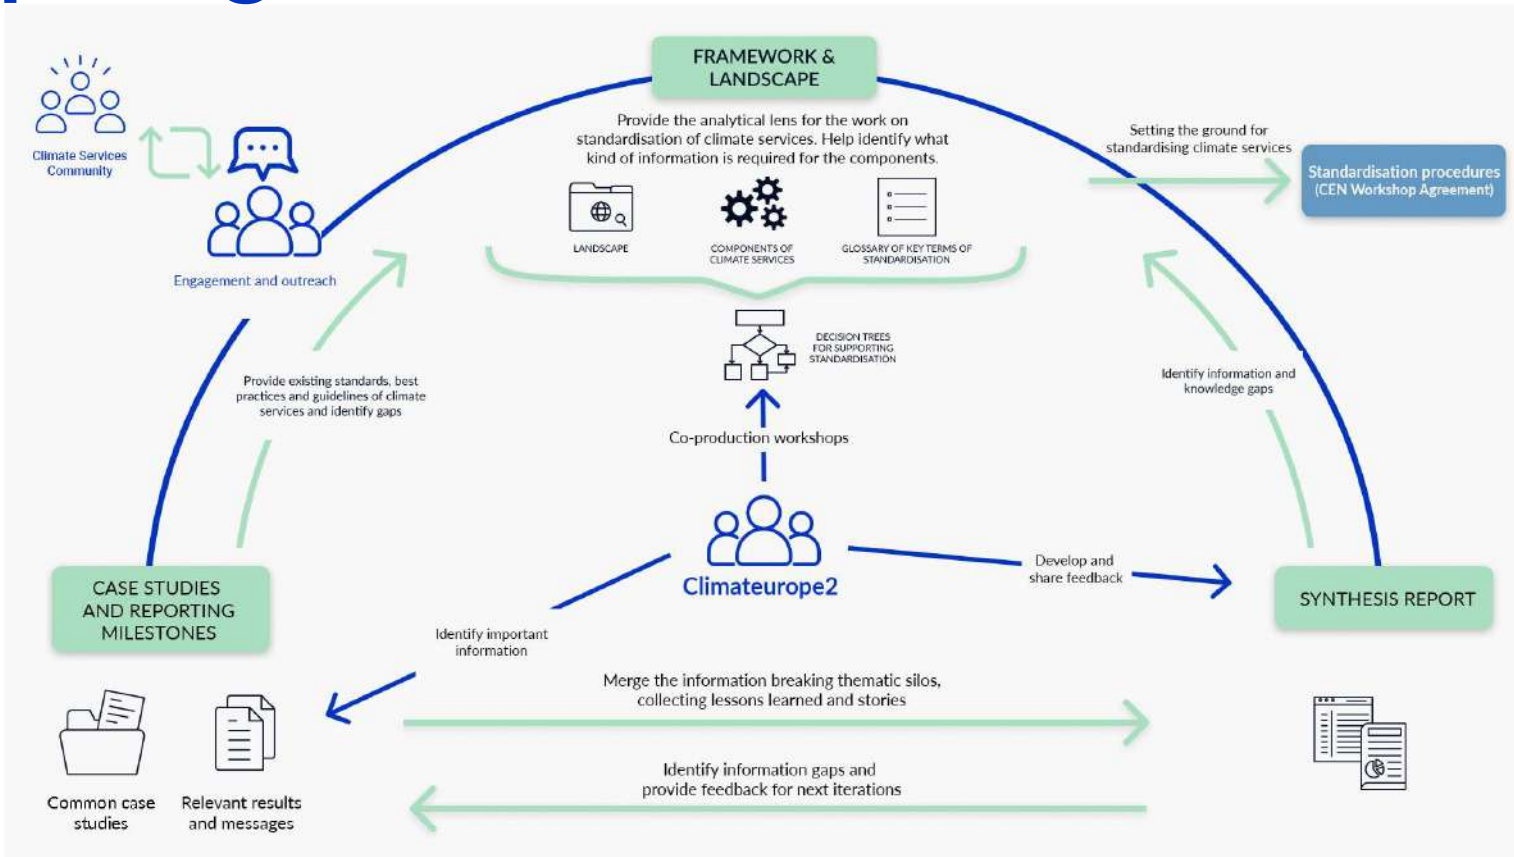 FRAMEWORK &
LANDSCAPE
Provide the analytical lens for the work on
standardisation of climate services. Help identify what
kind of information is required for the components.
LANDSCAPE
COMPONENTS OF
CLIMATE SERVICES
GLOSSARY OF KEY TERMS OF
STANDARDISATION
DECISION TREES
FOR SUPPORTING
STANDARDISATION
Climate Services
Community
Engagement and outreach
Setting the ground for
standardising climate services
Standardisation procedures
(CEN Workshop Agreement)
Provide existing standards, best
practices and guidelines of climate
services and identify gaps
Identify information and
knowledge gaps
Co-production workshops
Climateurope2
Develop and
share feedback
Identify important
information
CASE STUDIES
AND REPORTING
MILESTONES
SYNTHESIS REPORT
Merge the information breaking thematic silos,
collecting lessons learned and stories
Identify information gaps and
provide feedback for next iterations
Common case
studies
Relevant results
and messages